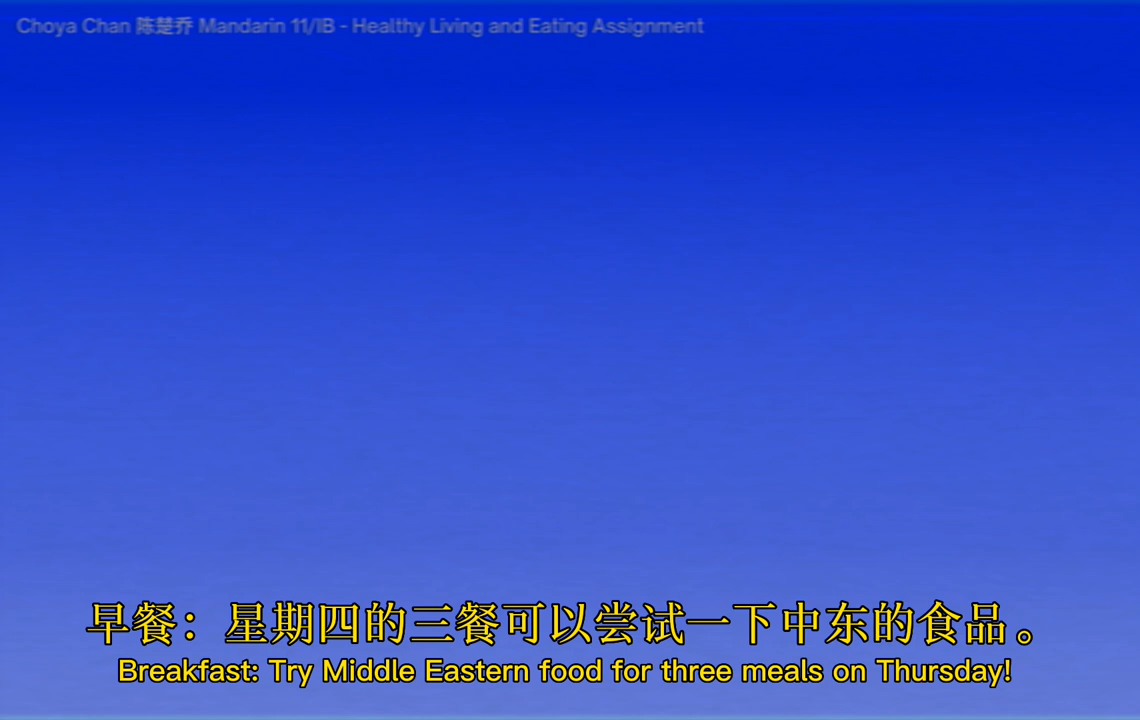 Choya Chan 陈楚乔 Mandarin 11/IB - Healthy Living and Eating Assignment
早餐：星期四的三餐可以尝试一下中东的食品。
Breakfast: Try Middle Eastern food for three meals on Thursday!